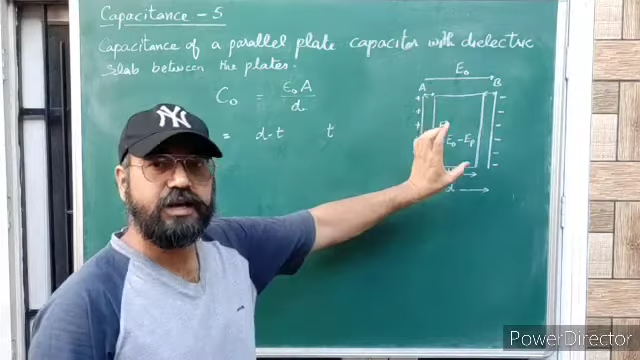 Capacitance - 5
Capacitance of a parallel plate capacitor with dielectric
slab between the plates.
C₀ = ε₀A / d
= d-t t
E₀
A B
E₀-Eₚ
d
NY
PowerDirector